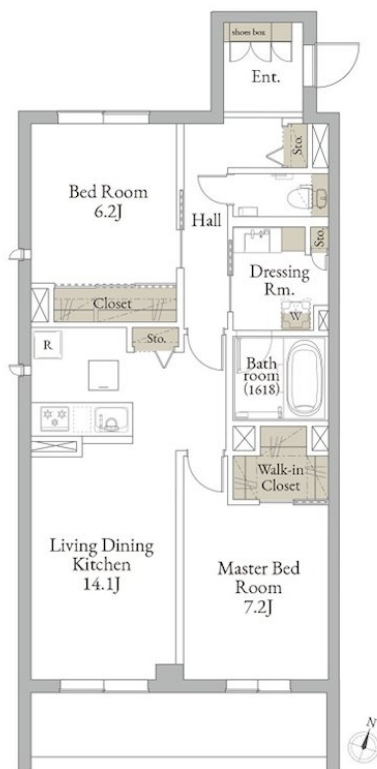 shoes box
Ent.
Sto.
Bed Room
6.2J
Hall
Sto.
Dressing
Rm.
W
Closet
R
Sto.
Bath
room
(1618)
Walk-in
Closet
Living Dining
Kitchen
14.1J
Master Bed
Room
7.2J
N